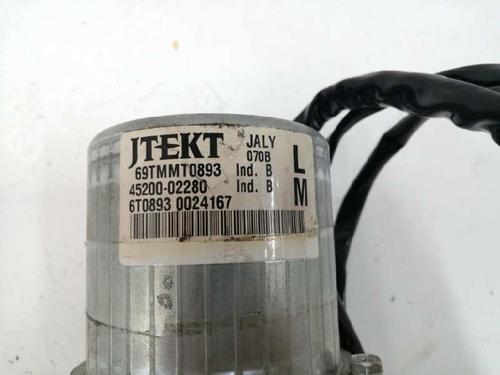 JTEKT JALY
070B
69TMMT0893 Ind. B L
45200-02280 Ind. B M
6T0893 0024167